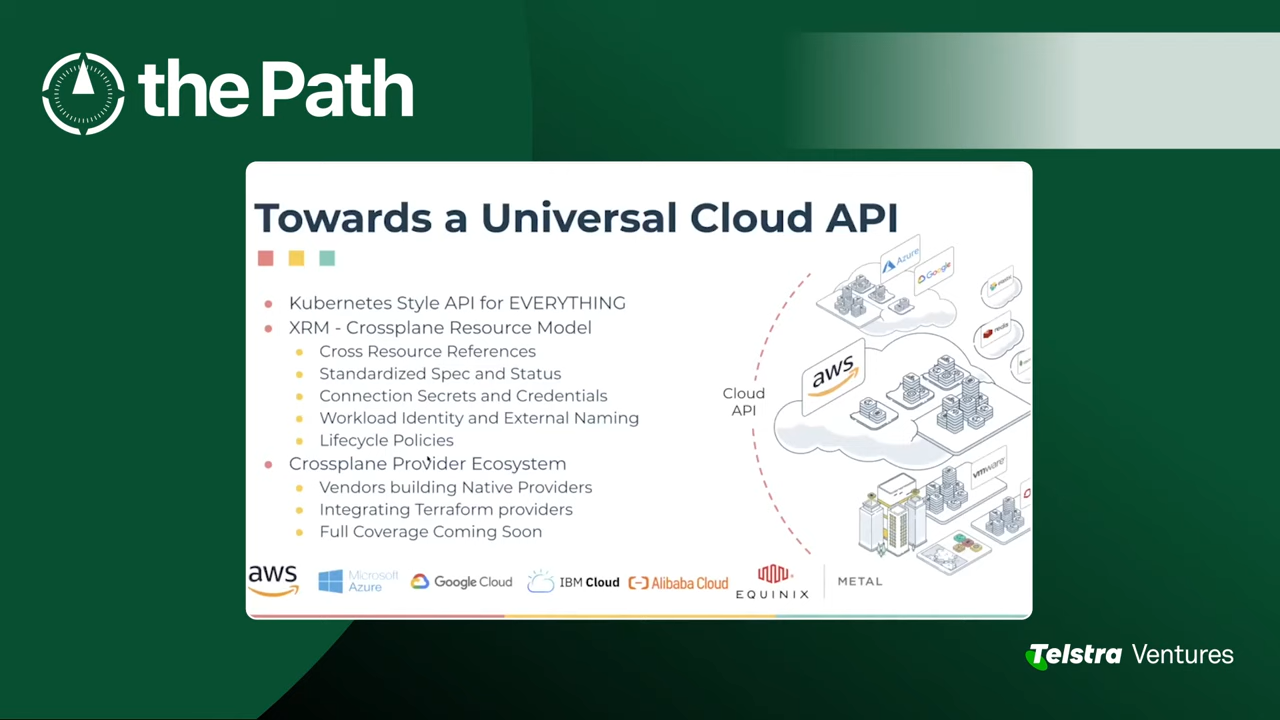 the Path
Towards a Universal Cloud API
Kubernetes Style API for EVERYTHING
XRM - Crossplane Resource Model
Cross Resource References
Standardized Spec and Status
Connection Secrets and Credentials
Workload Identity and External Naming
Lifecycle Policies
Crossplane Provider Ecosystem
Vendors building Native Providers
Integrating Terraform providers
Full Coverage Coming Soon
Cloud
API
Azure
Google
redis
aws
vmware
aws
Microsoft
Azure
Google Cloud
IBM Cloud
Alibaba Cloud
EQUINIX
METAL
Telstra Ventures